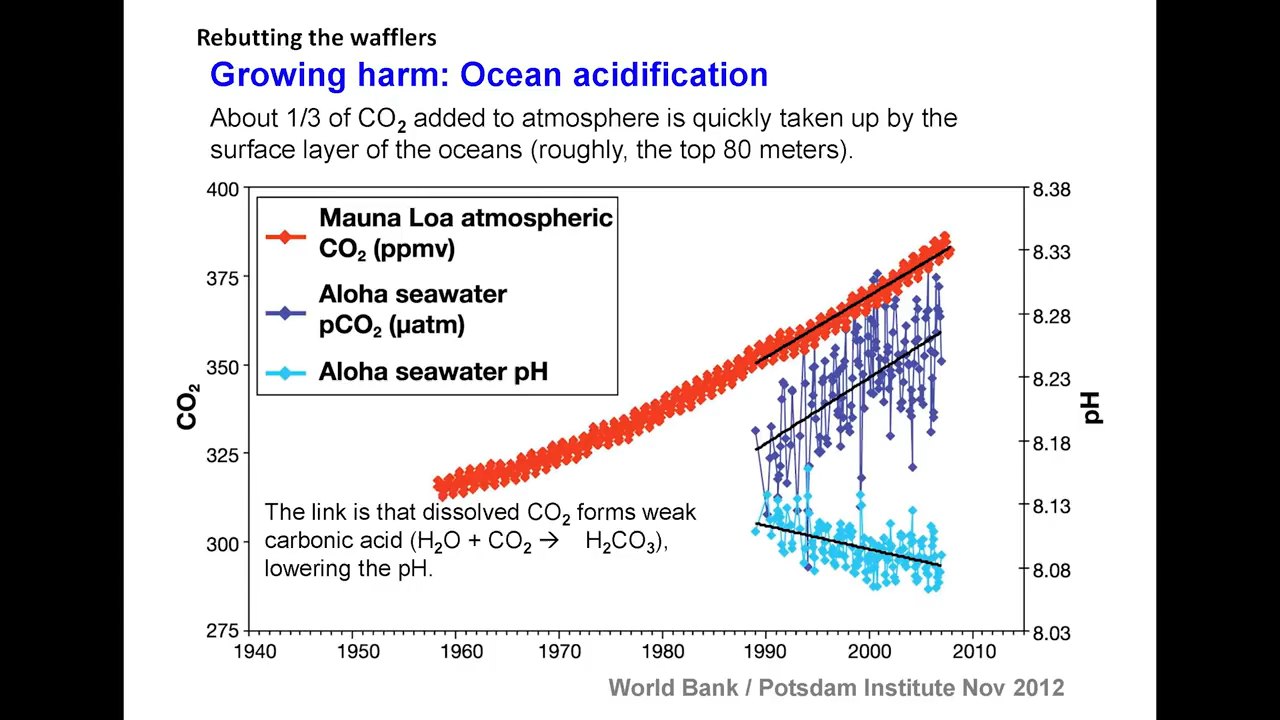 Rebutting the wafflers
Growing harm: Ocean acidification
About 1/3 of CO₂ added to atmosphere is quickly taken up by the
surface layer of the oceans (roughly, the top 80 meters).
400
375
350
325
300
275
CO₂
Mauna Loa atmospheric
CO₂ (ppmv)
Aloha seawater
pCO₂ (µatm)
Aloha seawater pH
The link is that dissolved CO₂ forms weak
carbonic acid (H₂O + CO₂ → H₂CO₃),
lowering the pH.
8.38
8.33
8.28
8.23
8.18
8.13
8.08
8.03
pH
1940 1950 1960 1970 1980 1990 2000 2010
World Bank / Potsdam Institute Nov 2012